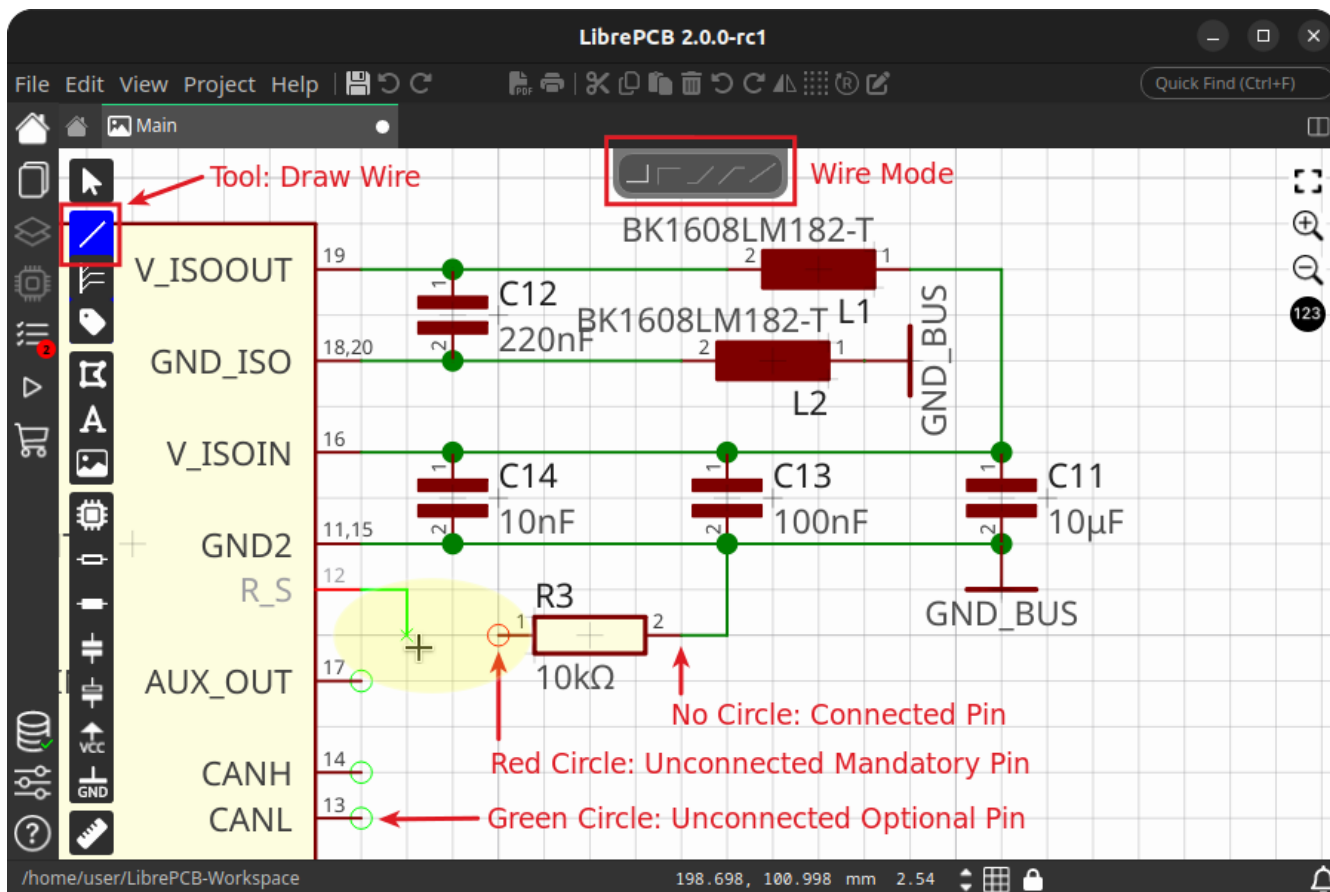 LibrePCB 2.0.0-rc1
File Edit View Project Help
PDF
R
Quick Find (Ctrl+F)
Main
Tool: Draw Wire
Wire Mode
BK1608LM182-T
V_ISOOUT
19
2
1
1
C12
L1
BK1608LM182-T
220nF
2
GND_BUS
123
2
GND_ISO
18,20
2
1
L2
V_ISOIN
16
1
C14
1
C13
1
C11
10nF
100nF
10µF
2
2
2
GND2
11,15
R_S
12
R3
GND_BUS
1
2
10kΩ
AUX_OUT
17
No Circle: Connected Pin
VCC
CANH
14
Red Circle: Unconnected Mandatory Pin
GND
CANL
13
Green Circle: Unconnected Optional Pin
/home/user/LibrePCB-Workspace
198.698, 100.998 mm 2.54